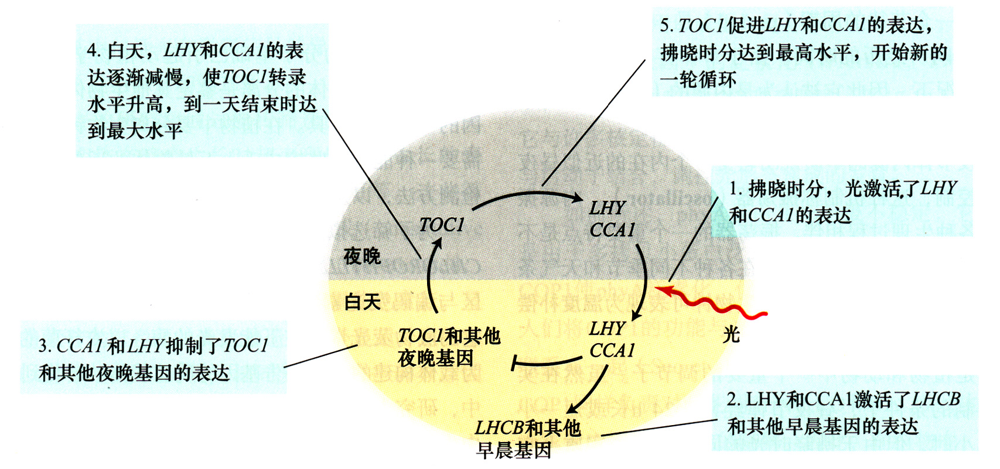 4. 白天，LHY和CCA1的表
达逐渐减慢，使TOC1转录
水平升高，到一天结束时达
到最大水平
5. TOC1促进LHY和CCA1的表达，
拂晓时分达到最高水平，开始新的
一轮循环
1. 拂晓时分，光激活了LHY
和CCA1的表达
TOC1
LHY
CCA1
夜晚
白天
TOC1和其他
夜晚基因
LHY
CCA1
光
3. CCA1和LHY抑制了TOC1
和其他夜晚基因的表达
2. LHY和CCA1激活了LHCB
和其他早晨基因的表达
LHCB和其他
早晨基因